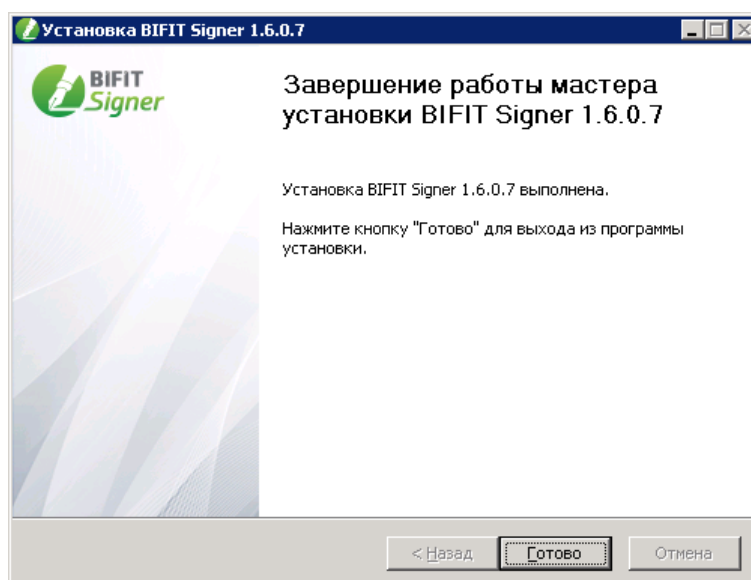 Установка BIFIT Signer 1.6.0.7
BIFIT
Signer
Завершение работы мастера
установки BIFIT Signer 1.6.0.7
Установка BIFIT Signer 1.6.0.7 выполнена.
Нажмите кнопку "Готово" для выхода из программы
установки.
< Назад
Готово
Отмена